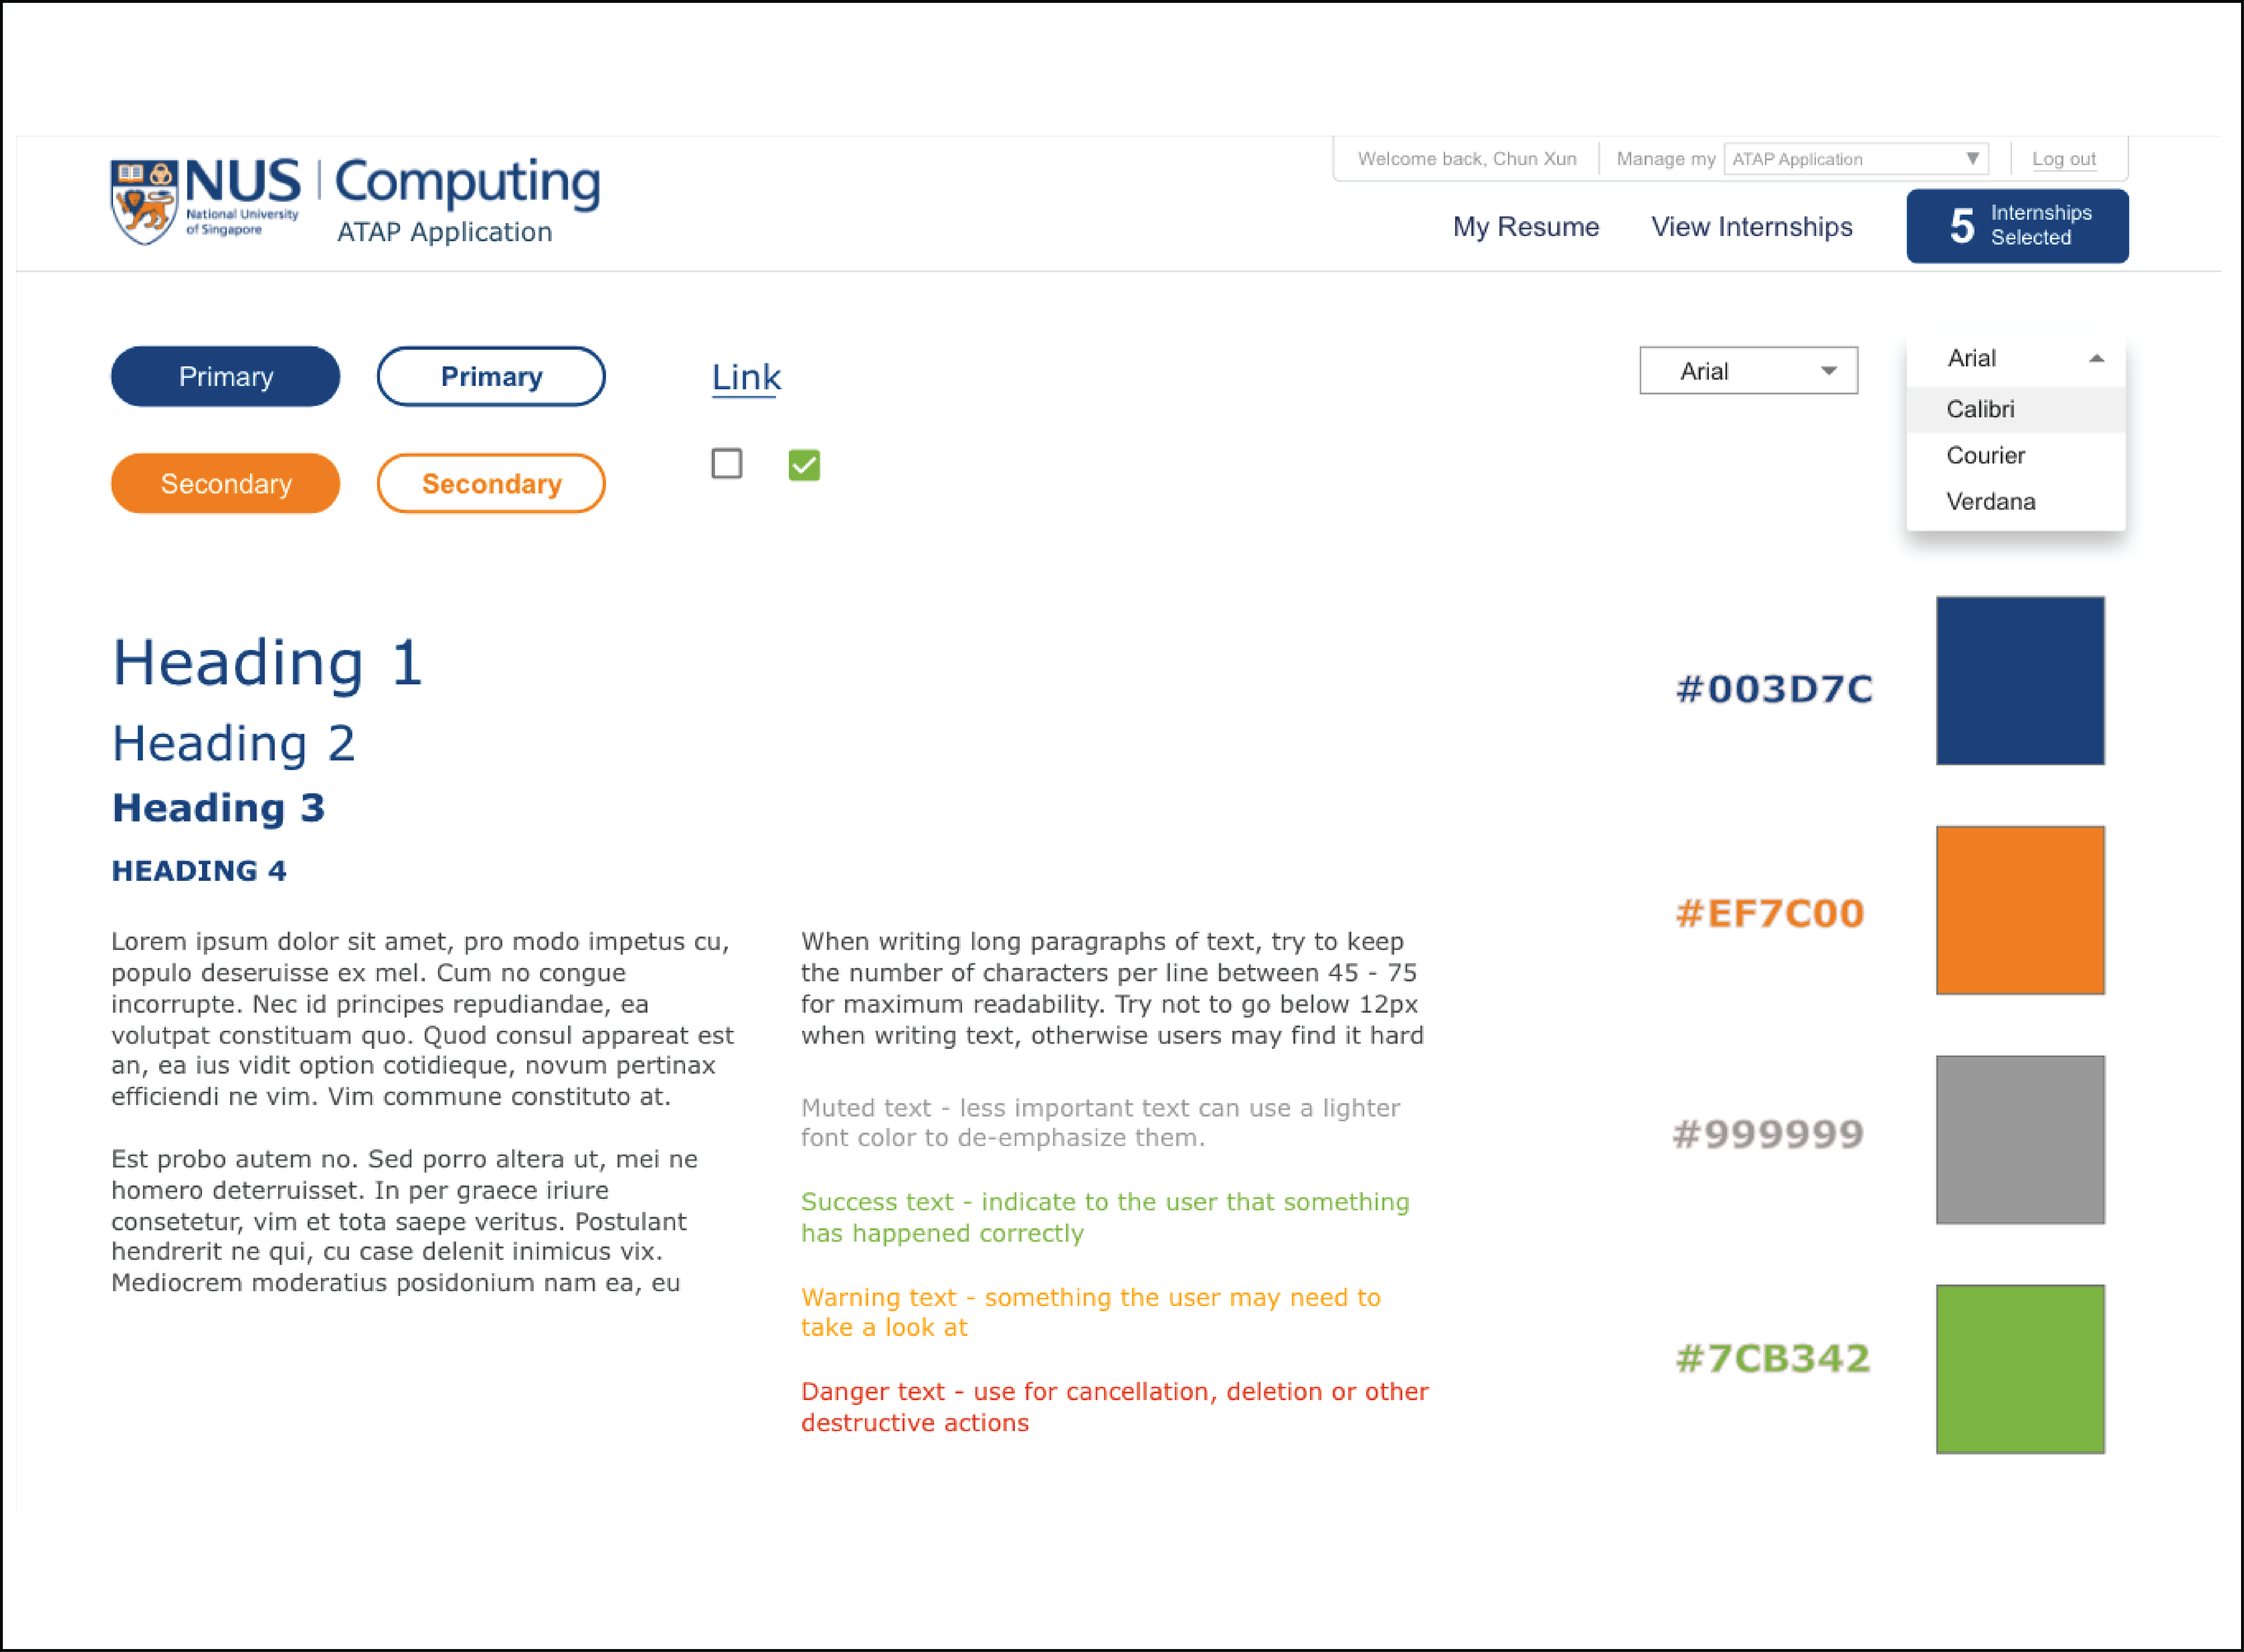 NUS | Computing
National University
of Singapore
ATAP Application
Welcome back, Chun Xun
Manage my
ATAP Application
Log out
My Resume
View Internships
5 Internships
Selected
Primary
Primary
Link
Secondary
Secondary
Arial
Arial
Calibri
Courier
Verdana
Heading 1
Heading 2
Heading 3
HEADING 4
Lorem ipsum dolor sit amet, pro modo impetus cu,
populo deseruisse ex mel. Cum no congue
incorrupte. Nec id principes repudiandae, ea
volutpat constituam quo. Quod consul appareat est
an, ea ius vidit option cotidieque, novum pertinax
efficiendi ne vim. Vim commune constituto at.
Est probo autem no. Sed porro altera ut, mei ne
homero deterruisset. In per graece iriure
consetetur, vim et tota saepe veritus. Postulant
hendrerit ne qui, cu case delenit inimicus vix.
Mediocrem moderatius posidonium nam ea, eu
When writing long paragraphs of text, try to keep
the number of characters per line between 45 - 75
for maximum readability. Try not to go below 12px
when writing text, otherwise users may find it hard
Muted text - less important text can use a lighter
font color to de-emphasize them.
Success text - indicate to the user that something
has happened correctly
Warning text - something the user may need to
take a look at
Danger text - use for cancellation, deletion or other
destructive actions
#003D7C
#EF7C00
#999999
#7CB342